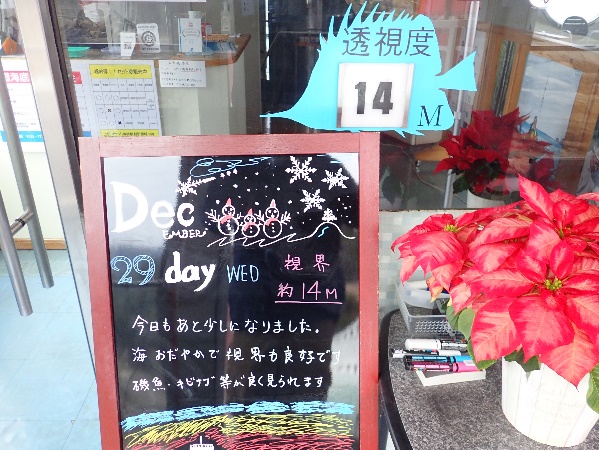 透視度
14
M
Dec
EMBER
29 day WED
視界
約14M
今日もあと少しになりました。
海 おだやかで 視界も良好です
磯魚・キビナゴ 等が良く見られます